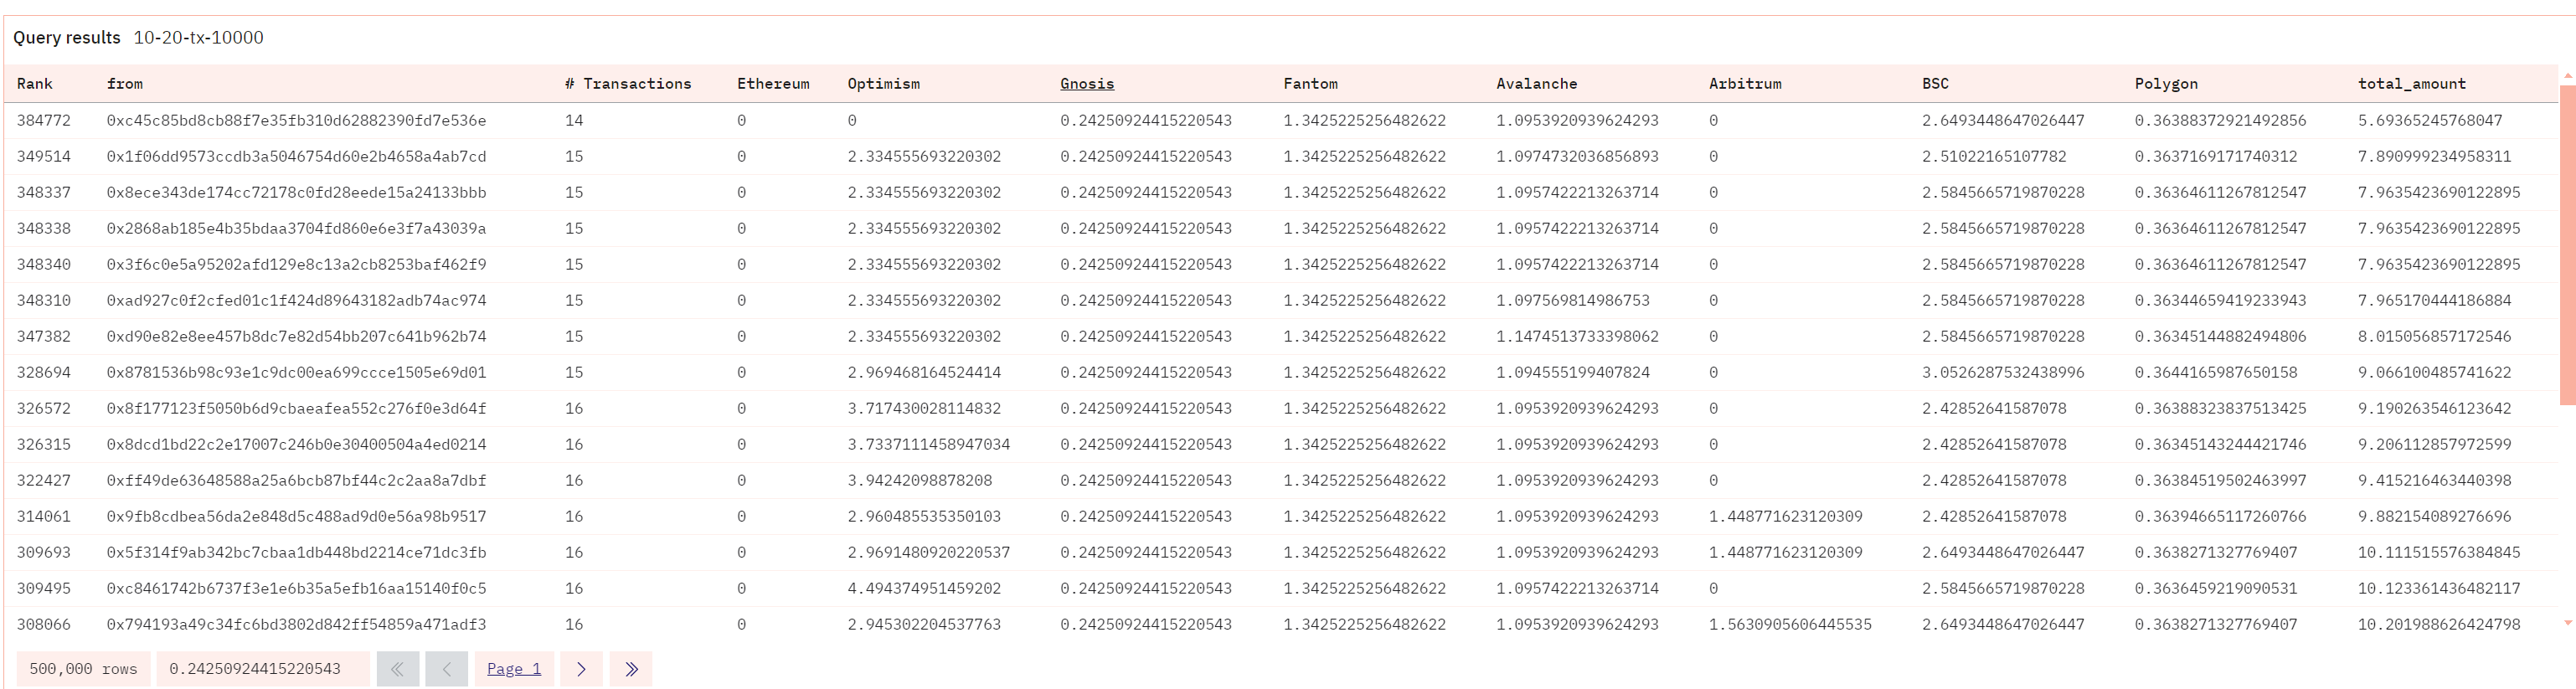 Query results 10-20-tx-10000
Rank from # Transactions Ethereum Optimism Gnosis Fantom Avalanche Arbitrum BSC Polygon total_amount
384772 0xc45c85bd8cb88f7e35fb310d62882390fd7e536e 14 0 0 0.24250924415220543 1.3425225256482622 1.0953920939624293 0 2.6493448647026447 0.36388372921492856 5.69365245768047
349514 0x1f06dd9573ccdb3a5046754d60e2b4658a4ab7cd 15 0 2.334555693220302 0.24250924415220543 1.3425225256482622 1.0974732036856893 0 2.51022165107782 0.3637169171740312 7.890999234958311
348337 0x8ece343de174cc72178c0fd28eede15a24133bbb 15 0 2.334555693220302 0.24250924415220543 1.3425225256482622 1.0957422213263714 0 2.5845665719870228 0.36364611267812547 7.9635423690122895
348338 0x2868ab185e4b35bdaa3704fd860e6e3f7a43039a 15 0 2.334555693220302 0.24250924415220543 1.3425225256482622 1.0957422213263714 0 2.5845665719870228 0.36364611267812547 7.9635423690122895
348340 0x3f6c0e5a95202afd129e8c13a2cb8253baf462f9 15 0 2.334555693220302 0.24250924415220543 1.3425225256482622 1.0957422213263714 0 2.5845665719870228 0.36364611267812547 7.9635423690122895
348310 0xad927c0f2cfed01c1f424d89643182adb74ac974 15 0 2.334555693220302 0.24250924415220543 1.3425225256482622 1.097569814986753 0 2.5845665719870228 0.36344659419233943 7.965170444186884
347382 0xd90e82e8ee457b8dc7e82d54bb207c641b962b74 15 0 2.334555693220302 0.24250924415220543 1.3425225256482622 1.1474513733398062 0 2.5845665719870228 0.36345144882494806 8.015056857172546
328694 0x8781536b98c93e1c9dc00ea699ccce1505e69d01 15 0 2.969468164524414 0.24250924415220543 1.3425225256482622 1.094555199407824 0 3.0526287532438996 0.3644165987650158 9.066100485741622
326572 0x8f177123f5050b6d9cbaeafea552c276f0e3d64f 16 0 3.717430028114832 0.24250924415220543 1.3425225256482622 1.0953920939624293 0 2.42852641587078 0.36388323837513425 9.190263546123642
326315 0x8dcd1bd22c2e17007c246b0e30400504a4ed0214 16 0 3.7337111458947034 0.24250924415220543 1.3425225256482622 1.0953920939624293 0 2.42852641587078 0.36345143244421746 9.206112857972599
322427 0xff49de63648588a25a6bcb87bf44c2c2aa8a7dbf 16 0 3.94242098878208 0.24250924415220543 1.3425225256482622 1.0953920939624293 0 2.42852641587078 0.36384519502463997 9.415216463440398
314061 0x9fb8cdbea56da2e848d5c488ad9d0e56a98b9517 16 0 2.960485535350103 0.24250924415220543 1.3425225256482622 1.0953920939624293 1.448771623120309 2.42852641587078 0.36394665117260766 9.882154089276696
309693 0x5f314f9ab342bc7cbaa1db448bd2214ce71dc3fb 16 0 2.9691480920220537 0.24250924415220543 1.3425225256482622 1.0953920939624293 1.448771623120309 2.6493448647026447 0.3638271327769407 10.111515576384845
309495 0xc8461742b6737f3e1e6b35a5efb16aa15140f0c5 16 0 4.494374951459202 0.24250924415220543 1.3425225256482622 1.0957422213263714 0 2.5845665719870228 0.3636459219090531 10.123361436482117
308066 0x794193a49c34fc6bd3802d842ff54859a471adf3 16 0 2.945302204537763 0.24250924415220543 1.3425225256482622 1.0953920939624293 1.5630905606445535 2.6493448647026447 0.3638271327769407 10.201988626424798
500,000 rows 0.24250924415220543 « ‹ Page 1 › »